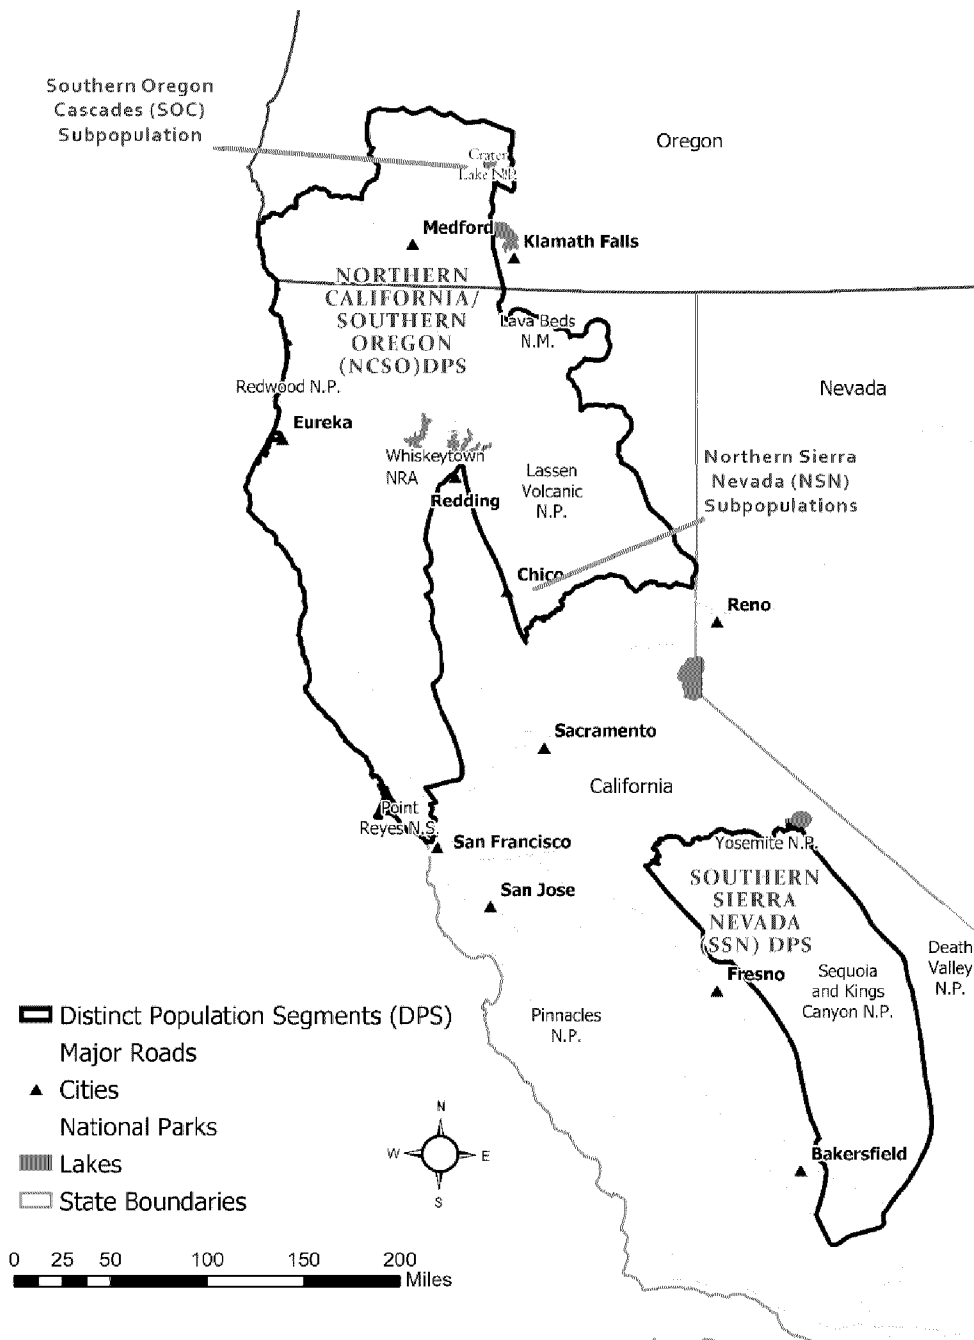 Southern Oregon
Cascades (SOC)
Subpopulation
Oregon
Crater
Lake N.P.
Medford
Klamath Falls
NORTHERN
CALIFORNIA/
SOUTHERN
OREGON
(NCSO)DPS
Lava Beds
N.M.
Redwood N.P.
Nevada
Eureka
Whiskeytown
NRA
Redding
Lassen
Volcanic
N.P.
Northern Sierra
Nevada (NSN)
Subpopulations
Chico
Reno
Sacramento
California
Point
Reyes N.S.
San Francisco
Yosemite N.P.
San Jose
SOUTHERN
SIERRA
NEVADA
(SSN) DPS
Fresno
Sequoia
and Kings
Canyon N.P.
Death
Valley
N.P.
Pinnacles
N.P.
Bakersfield
Distinct Population Segments (DPS)
Major Roads
Cities
National Parks
Lakes
State Boundaries
N
W
E
S
0 25 50 100 150 200
Miles